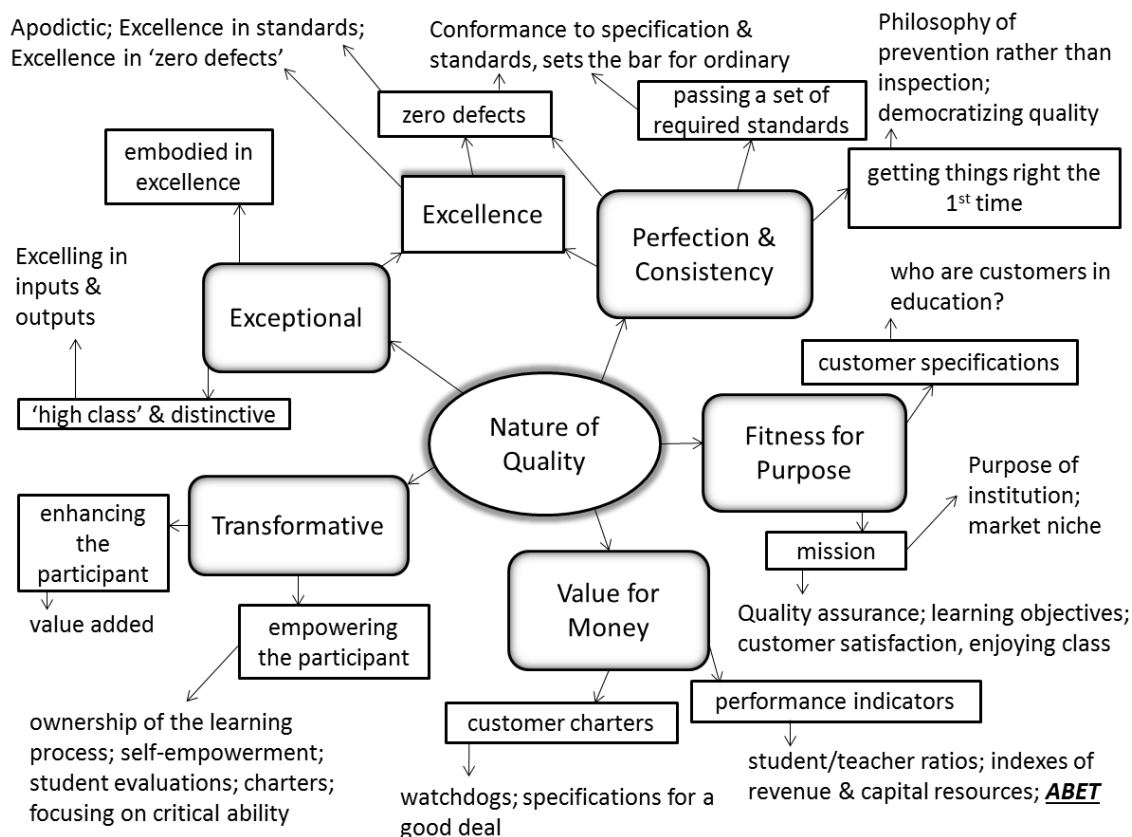 Apodictic; Excellence in standards;
Excellence in ‘zero defects’
Conformance to specification &
standards, sets the bar for ordinary
Philosophy of
prevention rather than
inspection;
democratizing quality
zero defects
passing a set of
required standards
embodied in
excellence
Excellence
getting things right the
1st time
Perfection &
Consistency
Excelling in
inputs &
outputs
Exceptional
who are customers in
education?
customer specifications
‘high class’ & distinctive
Nature of
Quality
Fitness for
Purpose
Purpose of
institution;
market niche
enhancing
the
participant
Transformative
mission
value added
empowering
the participant
Value for
Money
Quality assurance; learning objectives;
customer satisfaction, enjoying class
performance indicators
customer charters
ownership of the learning
process; self-empowerment;
student evaluations; charters;
focusing on critical ability
student/teacher ratios; indexes of
revenue & capital resources; ABET
watchdogs; specifications for a
good deal